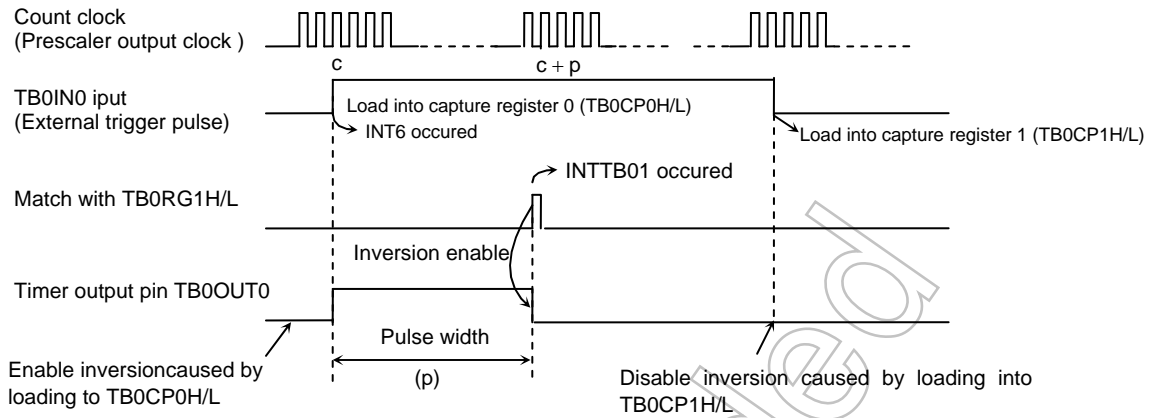 Count clock
(Prescaler output clock )
c
c + p
TB0IN0 iput
(External trigger pulse)
Load into capture register 0 (TB0CP0H/L)
INT6 occured
Load into capture register 1 (TB0CP1H/L)
INTTB01 occured
Match with TB0RG1H/L
Inversion enable
Timer output pin TB0OUT0
Pulse width
(p)
Enable inversioncaused by
loading to TB0CP0H/L
Disable inversion caused by loading into
TB0CP1H/L
ded